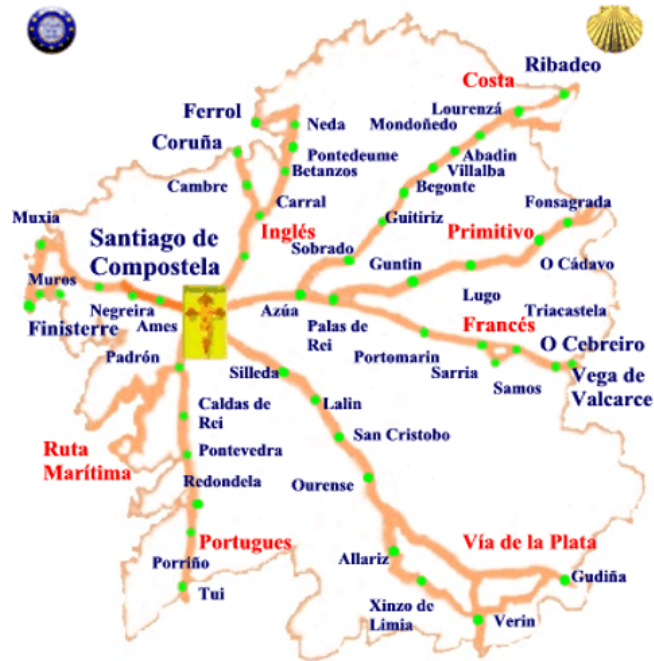 Costa
Ribadeo
Ferrol
Lourenzá
Neda
Mondoñedo
Coruña
Pontedeume
Abadin
Betanzos
Villalba
Cambre
Begonte
Carral
Fonsagrada
Muxia
Guitiriz
Inglés
Primitivo
Santiago de
Compostela
Sobrado
Guntin
O Cádavo
Muros
Negreira
Azúa
Lugo
Triacastela
Finisterre
Ames
Palas de
Rei
Francés
O Cebreiro
Padrón
Portomarin
Sarria
Samos
Vega de
Valcarce
Silleda
Caldas de
Rei
Lalin
San Cristobo
Ruta
Marítima
Pontevedra
Redondela
Ourense
Portugues
Vía de la Plata
Porriño
Allariz
Gudiña
Tui
Xinzo de
Limia
Verin